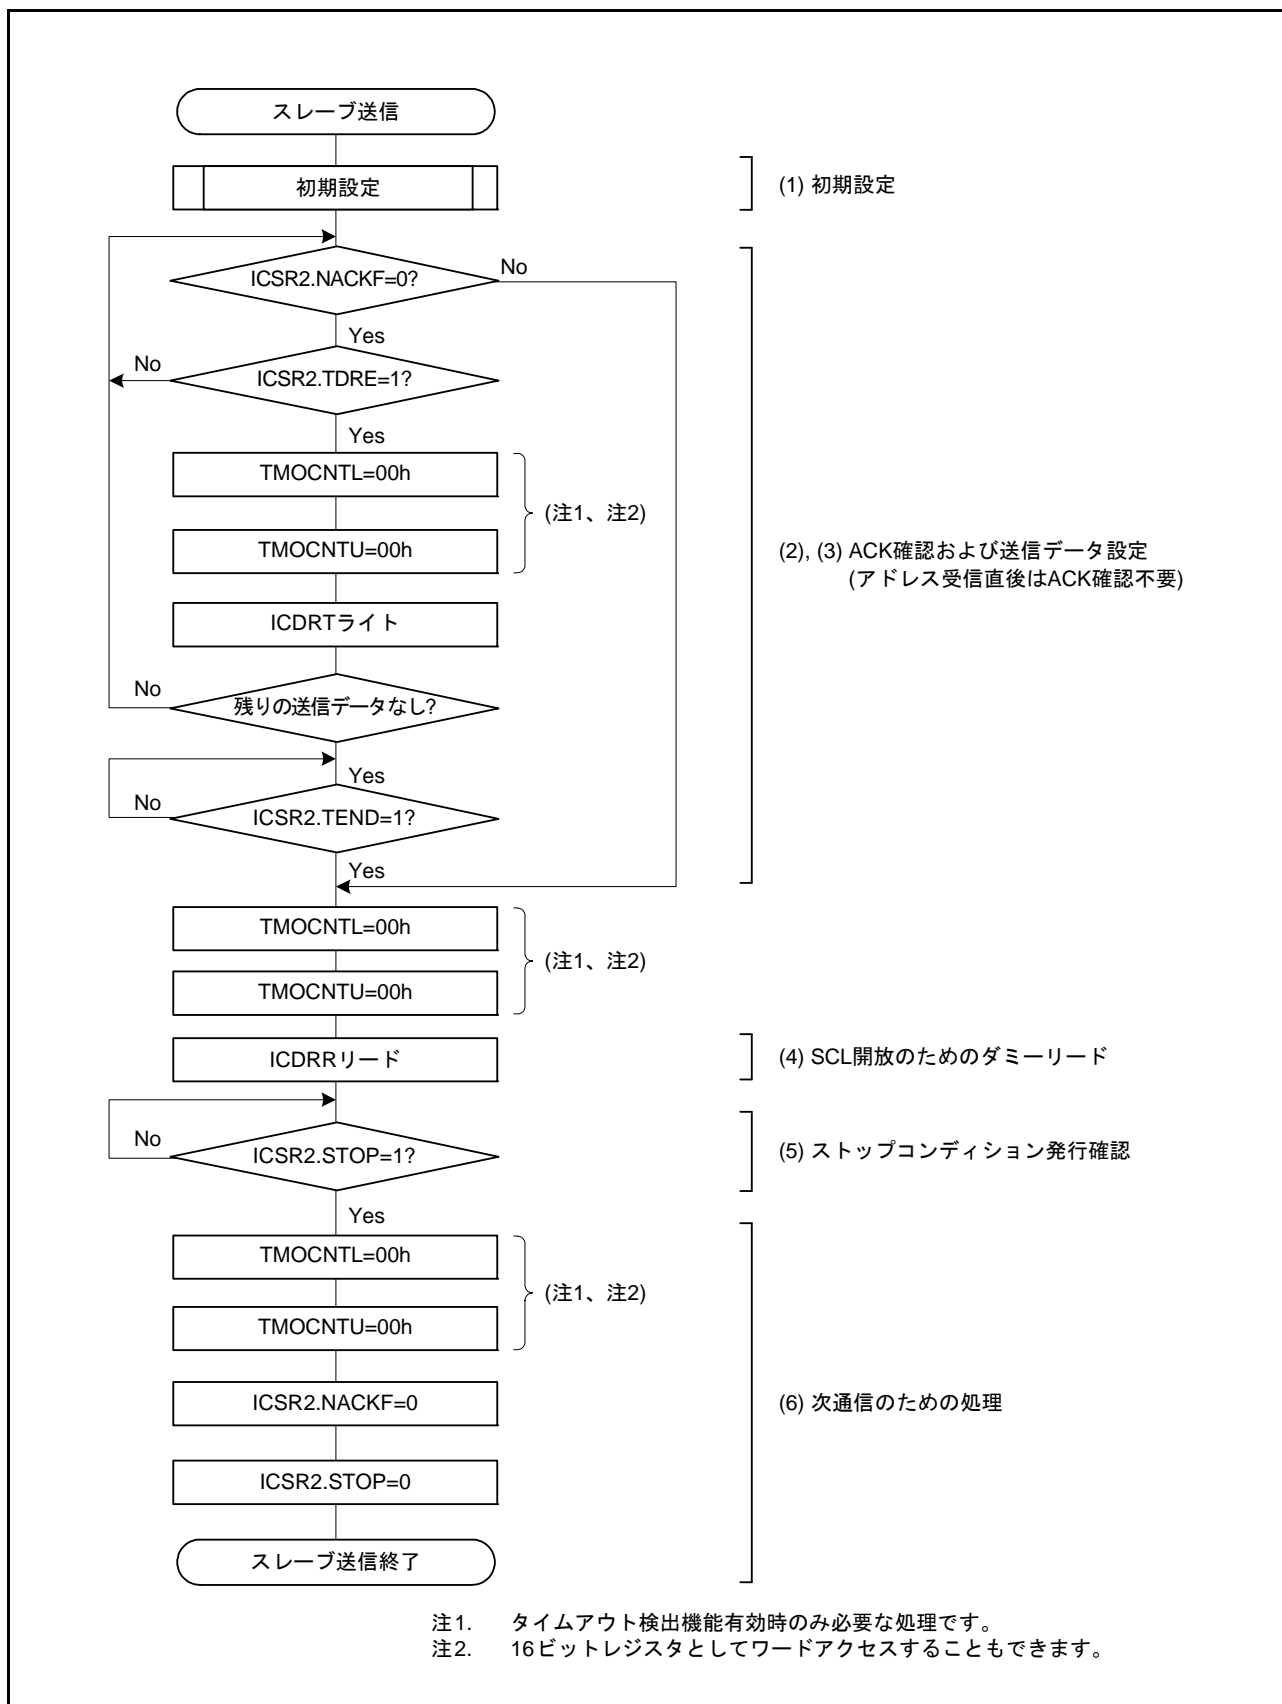 スレーブ送信
初期設定
(1) 初期設定
ICSR2.NACKF=0?
No
Yes
No
ICSR2.TDRE=1?
Yes
TMOCNTL=00h
(注1、注2)
TMOCNTU=00h
(2), (3) ACK確認および送信データ設定
(アドレス受信直後はACK確認不要)
ICDRTライト
No
残りの送信データなし?
Yes
No
ICSR2.TEND=1?
Yes
TMOCNTL=00h
(注1、注2)
TMOCNTU=00h
ICDRRリード
(4) SCL開放のためのダミーリード
No
ICSR2.STOP=1?
(5) ストップコンディション発行確認
Yes
TMOCNTL=00h
(注1、注2)
TMOCNTU=00h
ICSR2.NACKF=0
(6) 次通信のための処理
ICSR2.STOP=0
スレーブ送信終了
注1. タイムアウト検出機能有効時のみ必要な処理です。
注2. 16ビットレジスタとしてワードアクセスすることもできます。